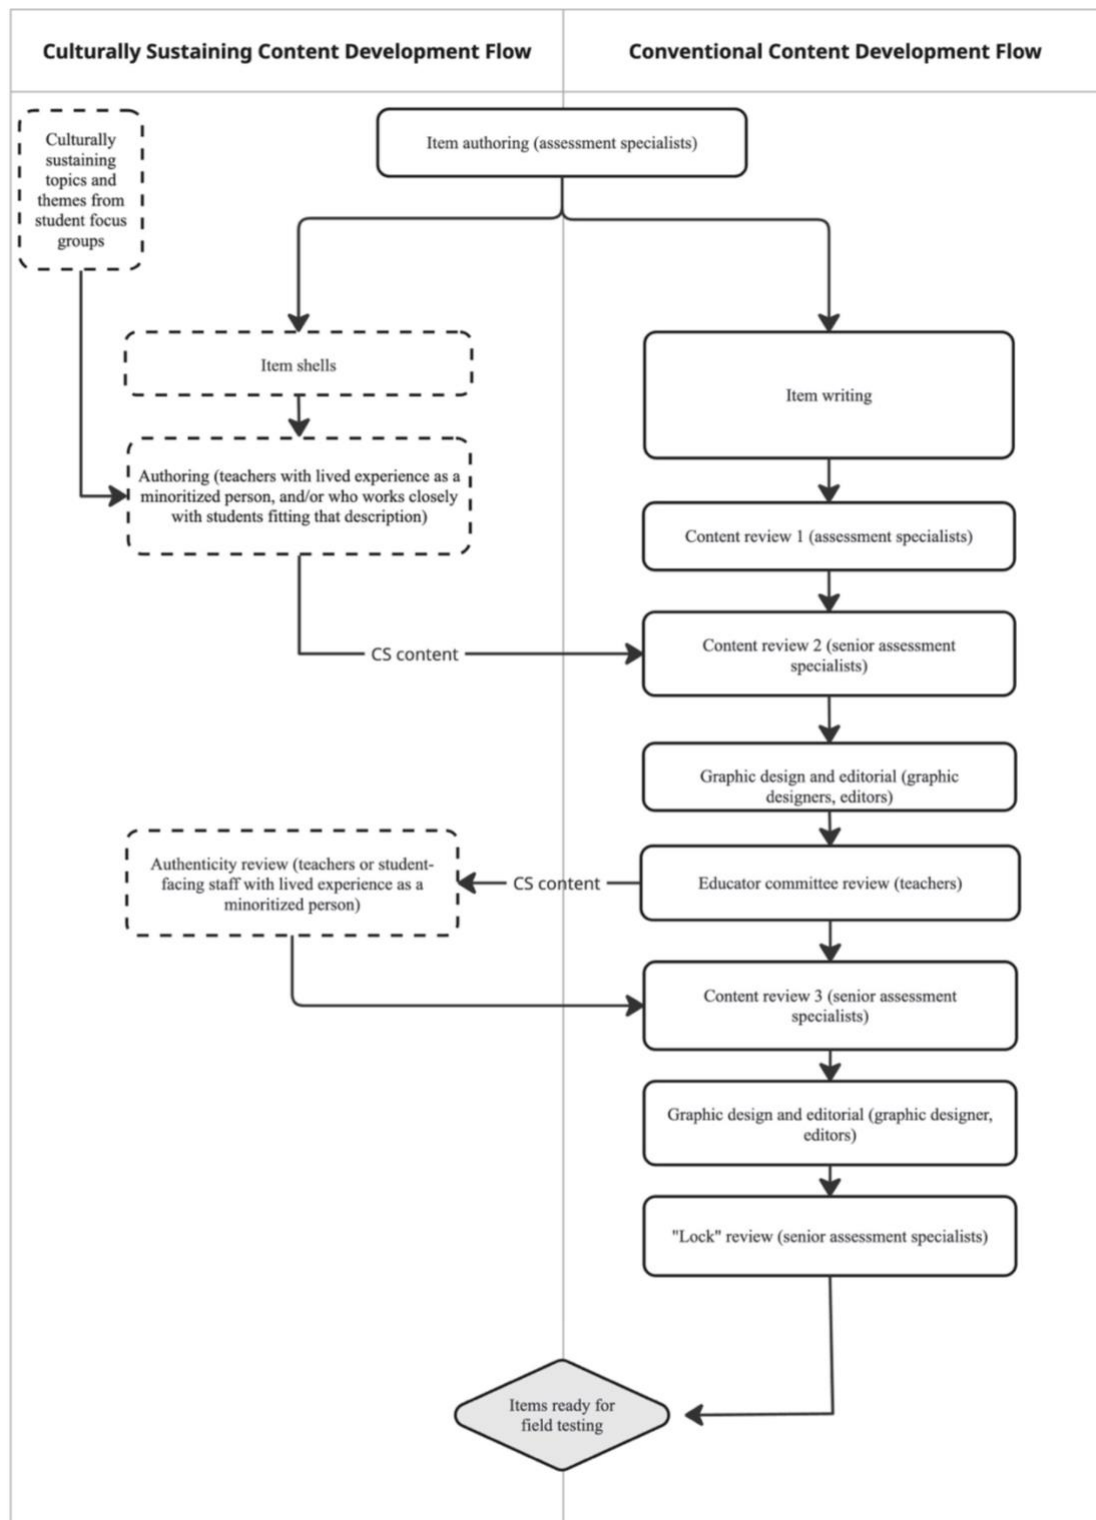 Culturally Sustaining Content Development Flow
Conventional Content Development Flow
Culturally
sustaining
topics and
themes from
student focus
groups
Item authoring (assessment specialists)
Item shells
Item writing
Authoring (teachers with lived experience as a
minoritized person, and/or who works closely
with students fitting that description)
Content review 1 (assessment specialists)
CS content
Content review 2 (senior assessment
specialists)
Graphic design and editorial (graphic
designers, editors)
Authenticity review (teachers or student-
facing staff with lived experience as a
minoritized person)
CS content
Educator committee review (teachers)
Content review 3 (senior assessment
specialists)
Graphic design and editorial (graphic designer,
editors)
"Lock" review (senior assessment specialists)
Items ready for
field testing